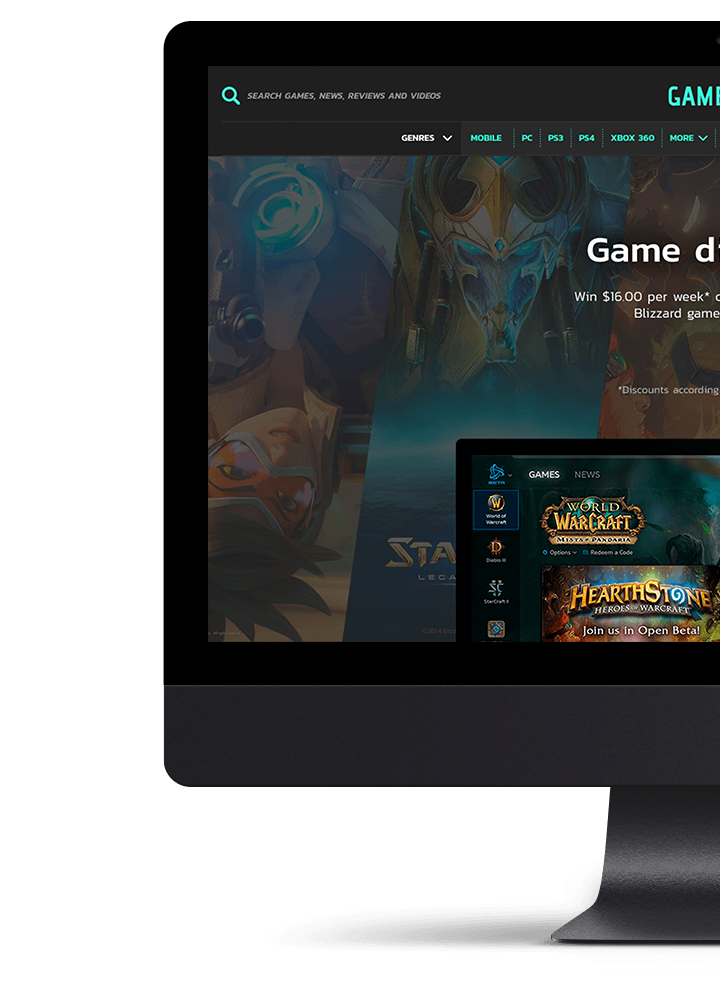 SEARCH GAMES, NEWS, REVIEWS AND VIDEOS
GAME
GENRES
MOBILE
PC
PS3
PS4
XBOX 360
MORE
Game di
Win $16.00 per week*
Blizzard game
*Discounts according
BETA
GAMES
NEWS
World of
Warcraft
WORLD
WARCRAFT
MISTS OF PANDARIA
Options
Redeem a Code
Diablo III
StarCraft II
HEARTHSTONE
HEROES OF WARCRAFT
Join us in Open Beta!
STA
LEGA